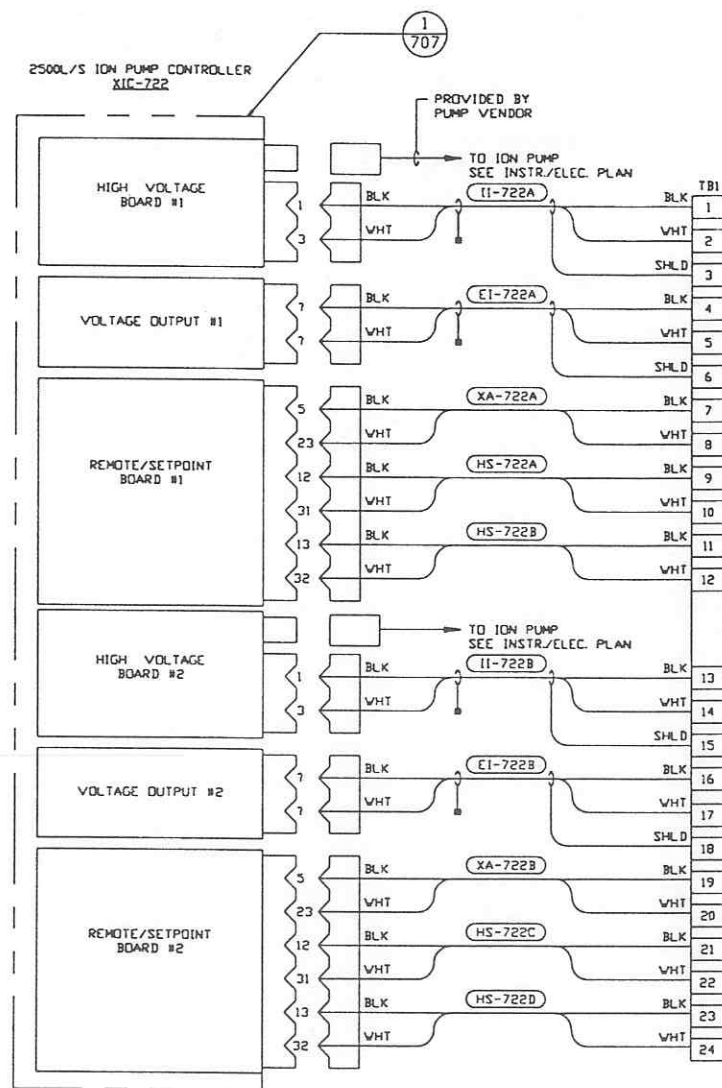 1
707
2500L/S ION PUMP CONTROLLER
XIC-722
PROVIDED BY
PUMP VENDOR
TO ION PUMP
SEE INSTR./ELEC. PLAN
TB1
HIGH VOLTAGE
BOARD #1
1 BLK II-722A BLK 1
3 WHT WHT 2
SHLD 3
VOLTAGE OUTPUT #1
? BLK EI-722A BLK 4
? WHT WHT 5
SHLD 6
REMOTE/SETPOINT
BOARD #1
5 BLK XA-722A BLK 7
23 WHT WHT 8
12 BLK HS-722A BLK 9
31 WHT WHT 10
13 BLK HS-722B BLK 11
32 WHT WHT 12
TO ION PUMP
SEE INSTR./ELEC. PLAN
HIGH VOLTAGE
BOARD #2
1 BLK II-722B BLK 13
3 WHT WHT 14
SHLD 15
VOLTAGE OUTPUT #2
? BLK EI-722B BLK 16
? WHT WHT 17
SHLD 18
REMOTE/SETPOINT
BOARD #2
5 BLK XA-722B BLK 19
23 WHT WHT 20
12 BLK HS-722C BLK 21
31 WHT WHT 22
13 BLK HS-722D BLK 23
32 WHT WHT 24